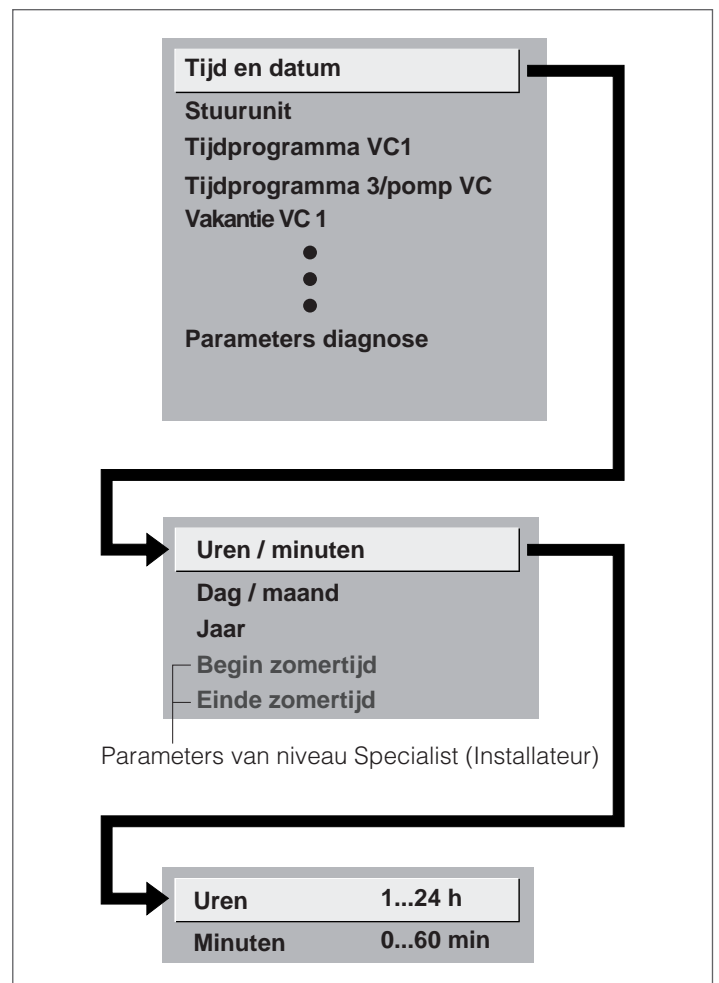 Tijd en datum
Stuurunit
Tijdprogramma VC1
Tijdprogramma 3/pomp VC
Vakantie VC 1
Parameters diagnose
Uren / minuten
Dag / maand
Jaar
Begin zomertijd
Einde zomertijd
Parameters van niveau Specialist (Installateur)
Uren 1...24 h
Minuten 0...60 min